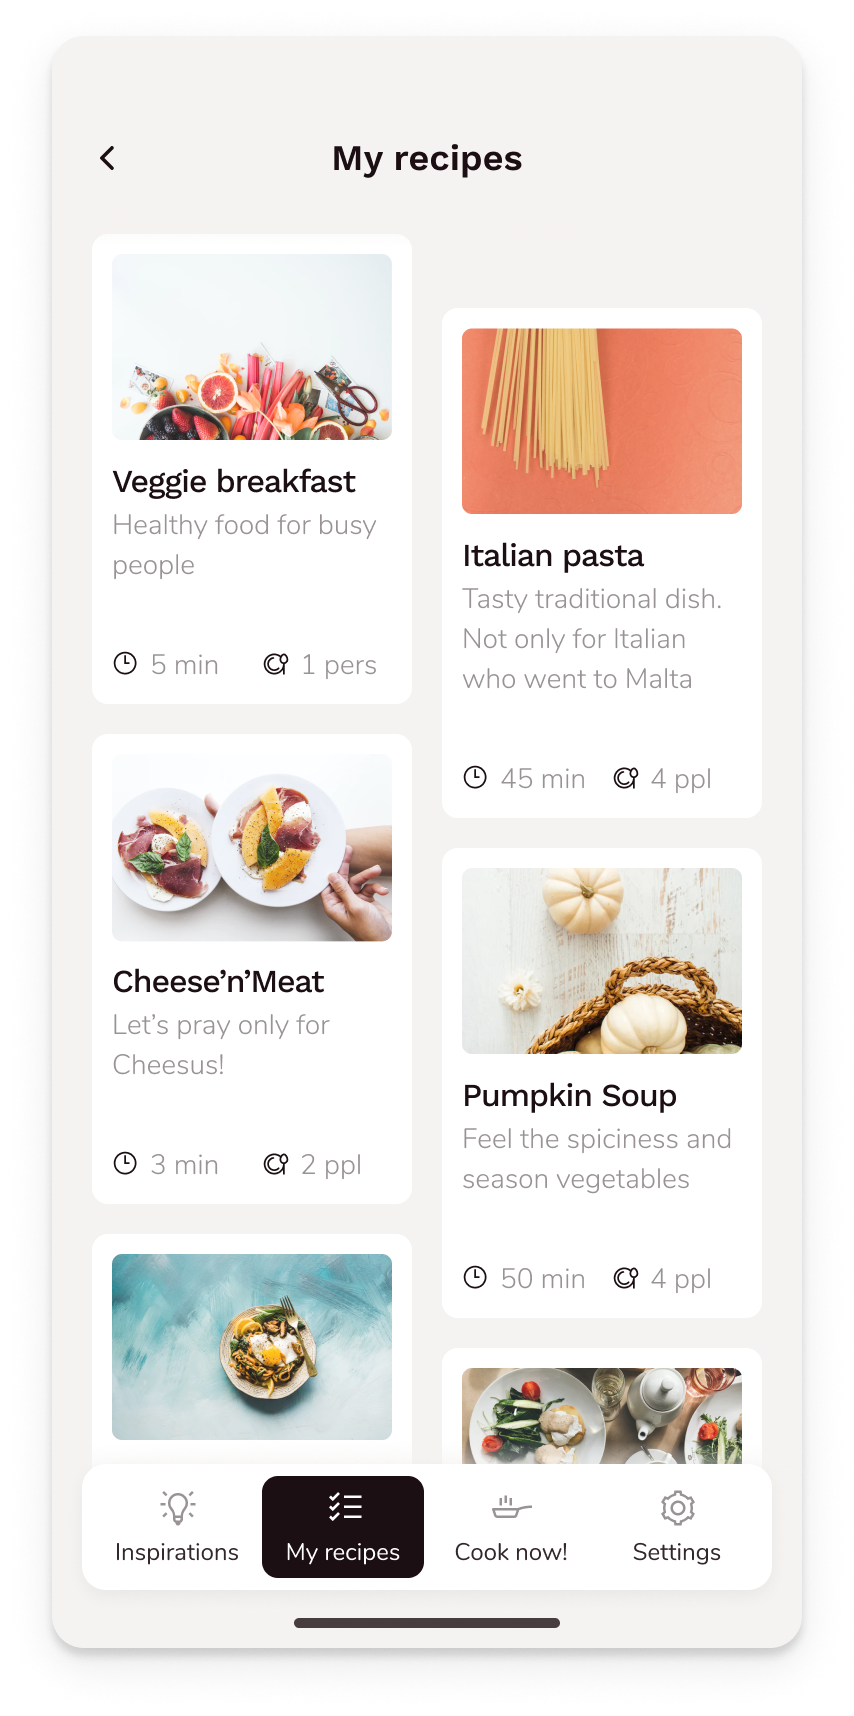 My recipes
Veggie breakfast
Healthy food for busy
people
5 min
1 pers
Italian pasta
Tasty traditional dish.
Not only for Italian
who went to Malta
45 min
4 ppl
Cheese’n’Meat
Let’s pray only for
Cheesus!
3 min
2 ppl
Pumpkin Soup
Feel the spiciness and
season vegetables
50 min
4 ppl
Inspirations
My recipes
Cook now!
Settings